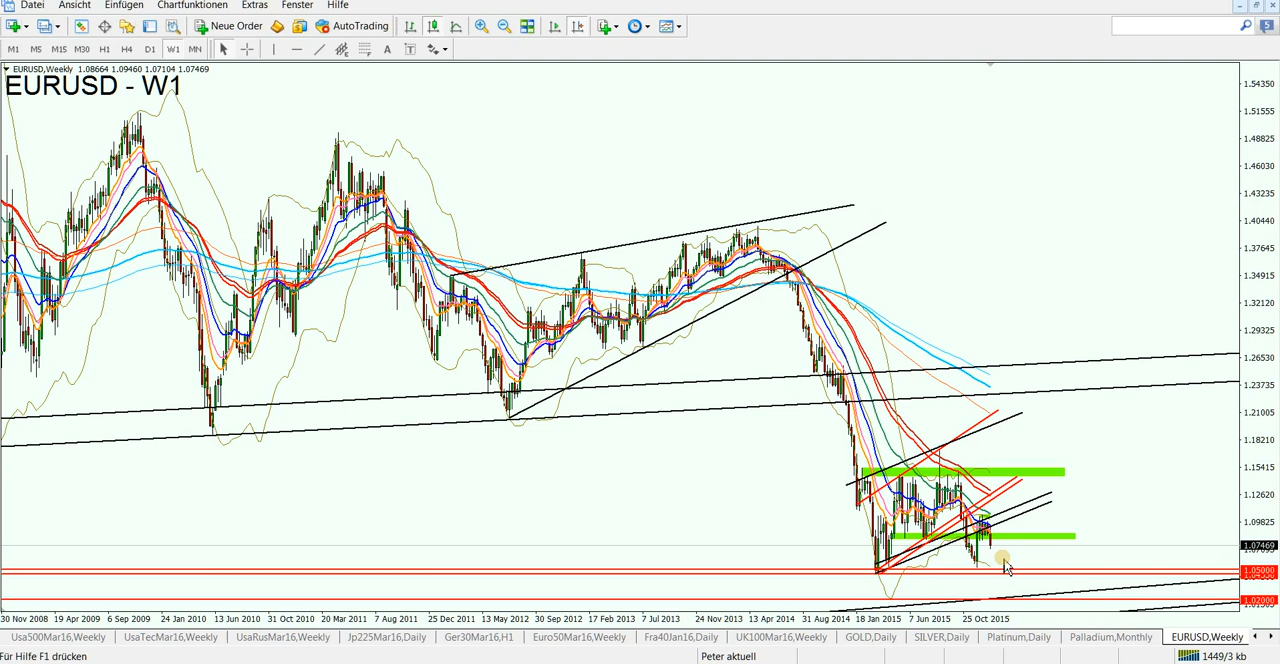 Datei Ansicht Einfügen Chartfunktionen Extras Fenster Hilfe
Neue Order AutoTrading 5
M1 M5 M15 M30 H1 H4 D1 W1 MN A T
EURUSD,Weekly 1.08664 1.09460 1.07104 1.07469
EURUSD - W1
1.54350
1.51555
1.48825
1.46030
1.43235
1.40440
1.37645
1.34915
1.32120
1.29325
1.26530
1.23735
1.21005
1.18210
1.15415
1.12620
1.09825
1.07469
1.05000
1.02000
30 Nov 2008 19 Apr 2009 6 Sep 2009 24 Jan 2010 13 Jun 2010 31 Oct 2010 20 Mar 2011 7 Aug 2011 25 Dec 2011 13 May 2012 30 Sep 2012 17 Feb 2013 7 Jul 2013 24 Nov 2013 13 Apr 2014 31 Aug 2014 18 Jan 2015 7 Jun 2015 25 Oct 2015
Usa500Mar16,Weekly UsaTecMar16,Weekly UsaRusMar16,Weekly Jp225Mar16,Daily Ger30Mar16,H1 Euro50Mar16,Weekly Fra40Jan16,Daily UK100Mar16,Weekly GOLD,Daily SILVER,Daily Platinum,Daily Palladium,Monthly EURUSD,Weekly
Für Hilfe F1 drücken Peter aktuell 1449/3 kb